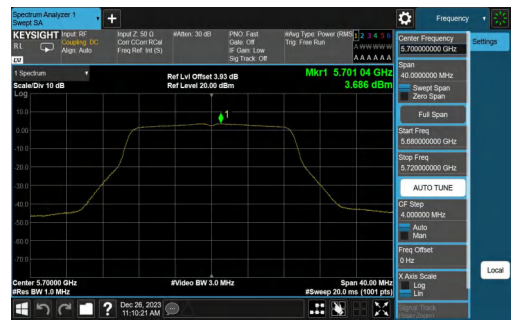 Spectrum Analyzer 1
Swept SA
Frequency
KEYSIGHT
RL
Input: RF
Coupling: DC
Align: Auto
Input Z: 50 Ω
Corr CCorr RCal
Freq Ref: Int (S)
#Atten: 30 dB
PNO: Fast
Gate: Off
IF Gain: Low
Sig Track: Off
#Avg Type: Power (RMS
Trig: Free Run
1 2 3 4 5 6
A W W W W W
A A A A A A
LV
1 Spectrum
Scale/Div 10 dB
Log
Ref Lvl Offset 3.93 dB
Ref Level 20.00 dBm
Mkr1 5.701 04 GHz
3.686 dBm
1
10.0
0.00
-10.0
-20.0
-30.0
-40.0
-50.0
-60.0
-70.0
Center 5.70000 GHz
#Res BW 1.0 MHz
#Video BW 3.0 MHz
Span 40.00 MHz
#Sweep 20.0 ms (1001 pts)
Center Frequency
5.700000000 GHz
Span
40.0000000 MHz
Swept Span
Zero Span
Full Span
Start Freq
5.680000000 GHz
Stop Freq
5.720000000 GHz
AUTO TUNE
CF Step
4.000000 MHz
Auto
Man
Freq Offset
0 Hz
X Axis Scale
Log
Lin
Signal Track
Settings
Local
?
Dec 26, 2023
11:10:21 AM